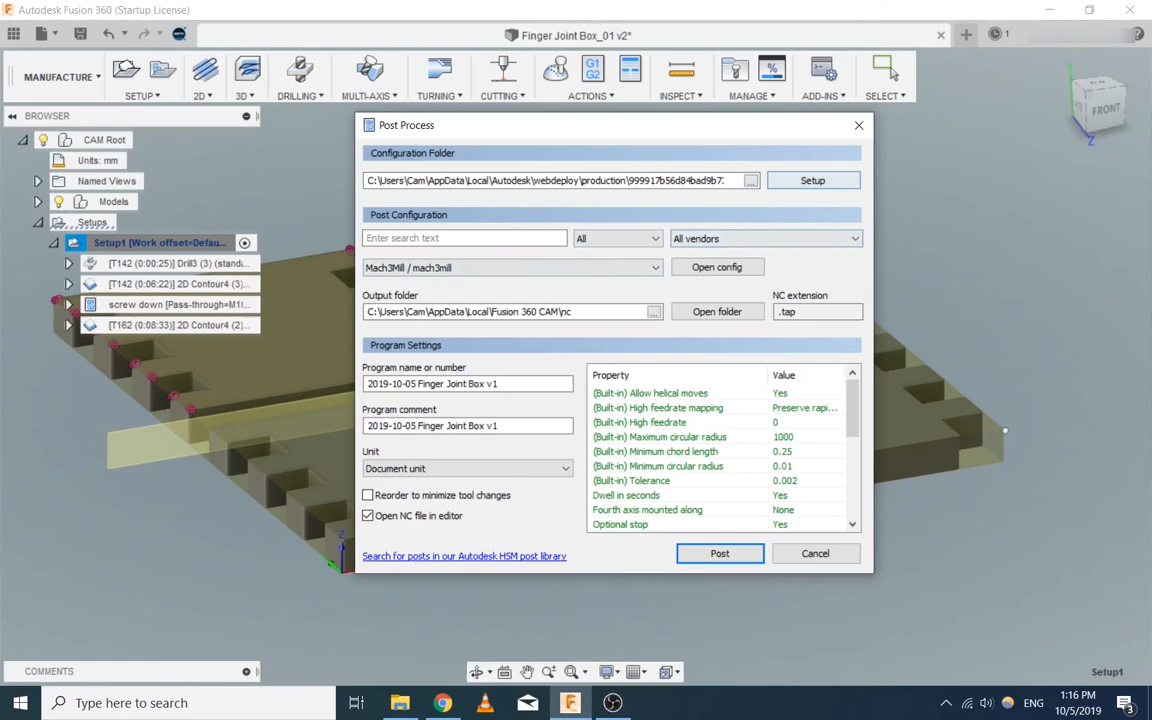 Autodesk Fusion 360 (Startup License)
Finger Joint Box_01 v2*
1
MANUFACTURE
G1
G2
%
SETUP
2D
3D
DRILLING
MULTI-AXIS
TURNING
CUTTING
ACTIONS
INSPECT
MANAGE
ADD-INS
SELECT
BROWSER
CAM Root
Units: mm
Named Views
Models
Setups
Setup1 [Work offset=Defau...
[T142 (0:00:25)] Drill3 (3) (stand...
[T142 (0:06:22)] 2D Contour4 (3)...
screw down [Pass-through=M1(
[T162 (0:08:33)] 2D Contour4 (2)...
FRONT
Z
Post Process
Configuration Folder
C:\Users\Cam\AppData\Local\Autodesk\webdeploy\production\999917b56d84bad9b7:
...
Setup
Post Configuration
Enter search text
All
All vendors
Mach3Mill / mach3mill
Open config
Output folder
NC extension
C:\Users\Cam\AppData\Local\Fusion 360 CAM\nc
...
Open folder
.tap
Program Settings
Program name or number
2019-10-05 Finger Joint Box v1
Program comment
2019-10-05 Finger Joint Box v1
Unit
Document unit
Reorder to minimize tool changes
Open NC file in editor
Search for posts in our Autodesk HSM post library
Property Value
(Built-in) Allow helical moves Yes
(Built-in) High feedrate mapping Preserve rapi...
(Built-in) High feedrate 0
(Built-in) Maximum circular radius 1000
(Built-in) Minimum chord length 0.25
(Built-in) Minimum circular radius 0.01
(Built-in) Tolerance 0.002
Dwell in seconds Yes
Fourth axis mounted along None
Optional stop Yes
Post
Cancel
Z
COMMENTS
Setup1
Type here to search
ENG
1:16 PM
10/5/2019
3